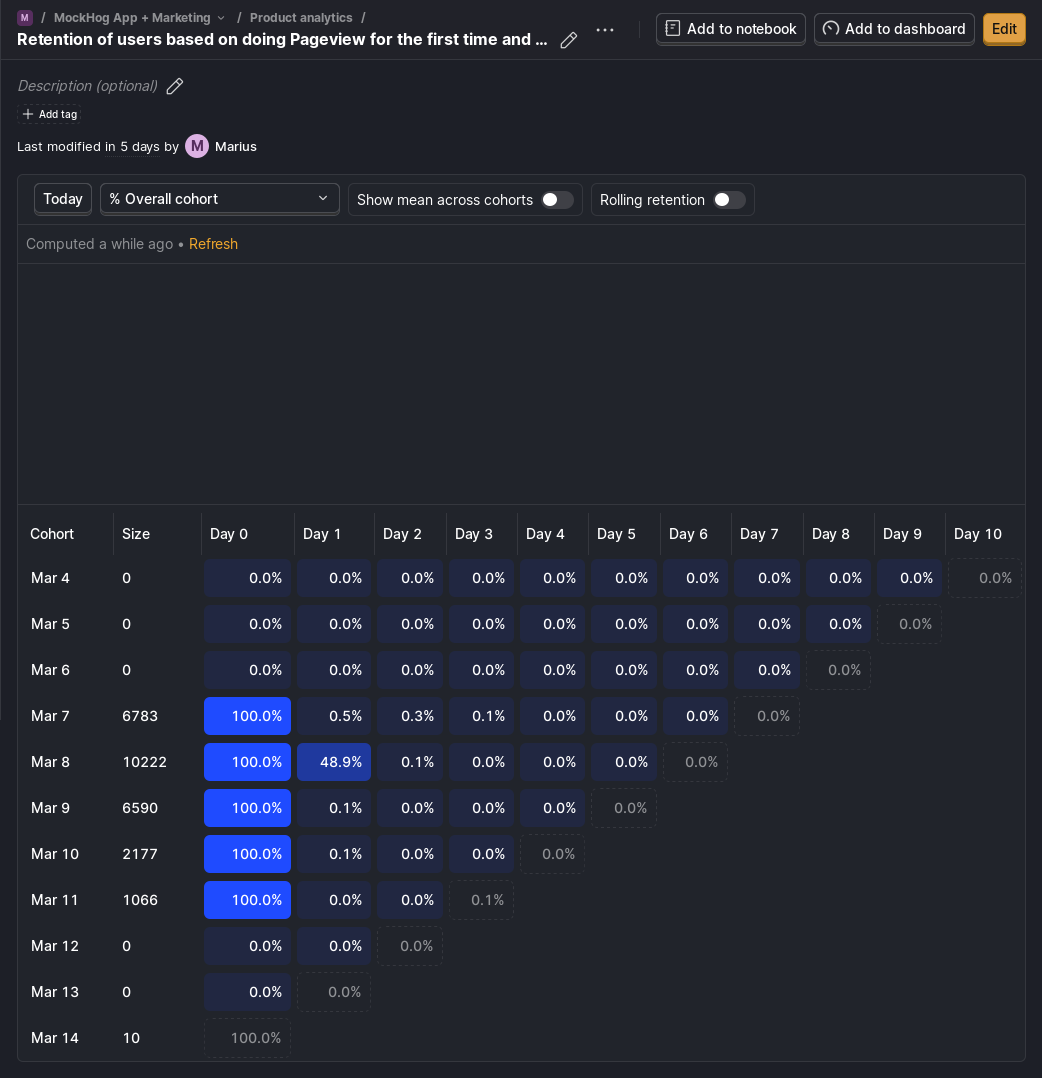 M / MockHog App + Marketing / Product analytics /
Retention of users based on doing Pageview for the first time and ...
Add to notebook
Add to dashboard
Edit
Description (optional)
Add tag
Last modified in 5 days by M Marius
Today
% Overall cohort
Show mean across cohorts
Rolling retention
Computed a while ago • Refresh
Cohort Size Day 0 Day 1 Day 2 Day 3 Day 4 Day 5 Day 6 Day 7 Day 8 Day 9 Day 10
Mar 4 0 0.0% 0.0% 0.0% 0.0% 0.0% 0.0% 0.0% 0.0% 0.0% 0.0% 0.0%
Mar 5 0 0.0% 0.0% 0.0% 0.0% 0.0% 0.0% 0.0% 0.0% 0.0% 0.0%
Mar 6 0 0.0% 0.0% 0.0% 0.0% 0.0% 0.0% 0.0% 0.0% 0.0%
Mar 7 6783 100.0% 0.5% 0.3% 0.1% 0.0% 0.0% 0.0% 0.0%
Mar 8 10222 100.0% 48.9% 0.1% 0.0% 0.0% 0.0% 0.0%
Mar 9 6590 100.0% 0.1% 0.0% 0.0% 0.0% 0.0%
Mar 10 2177 100.0% 0.1% 0.0% 0.0% 0.0%
Mar 11 1066 100.0% 0.0% 0.0% 0.1%
Mar 12 0 0.0% 0.0% 0.0%
Mar 13 0 0.0% 0.0%
Mar 14 10 100.0%